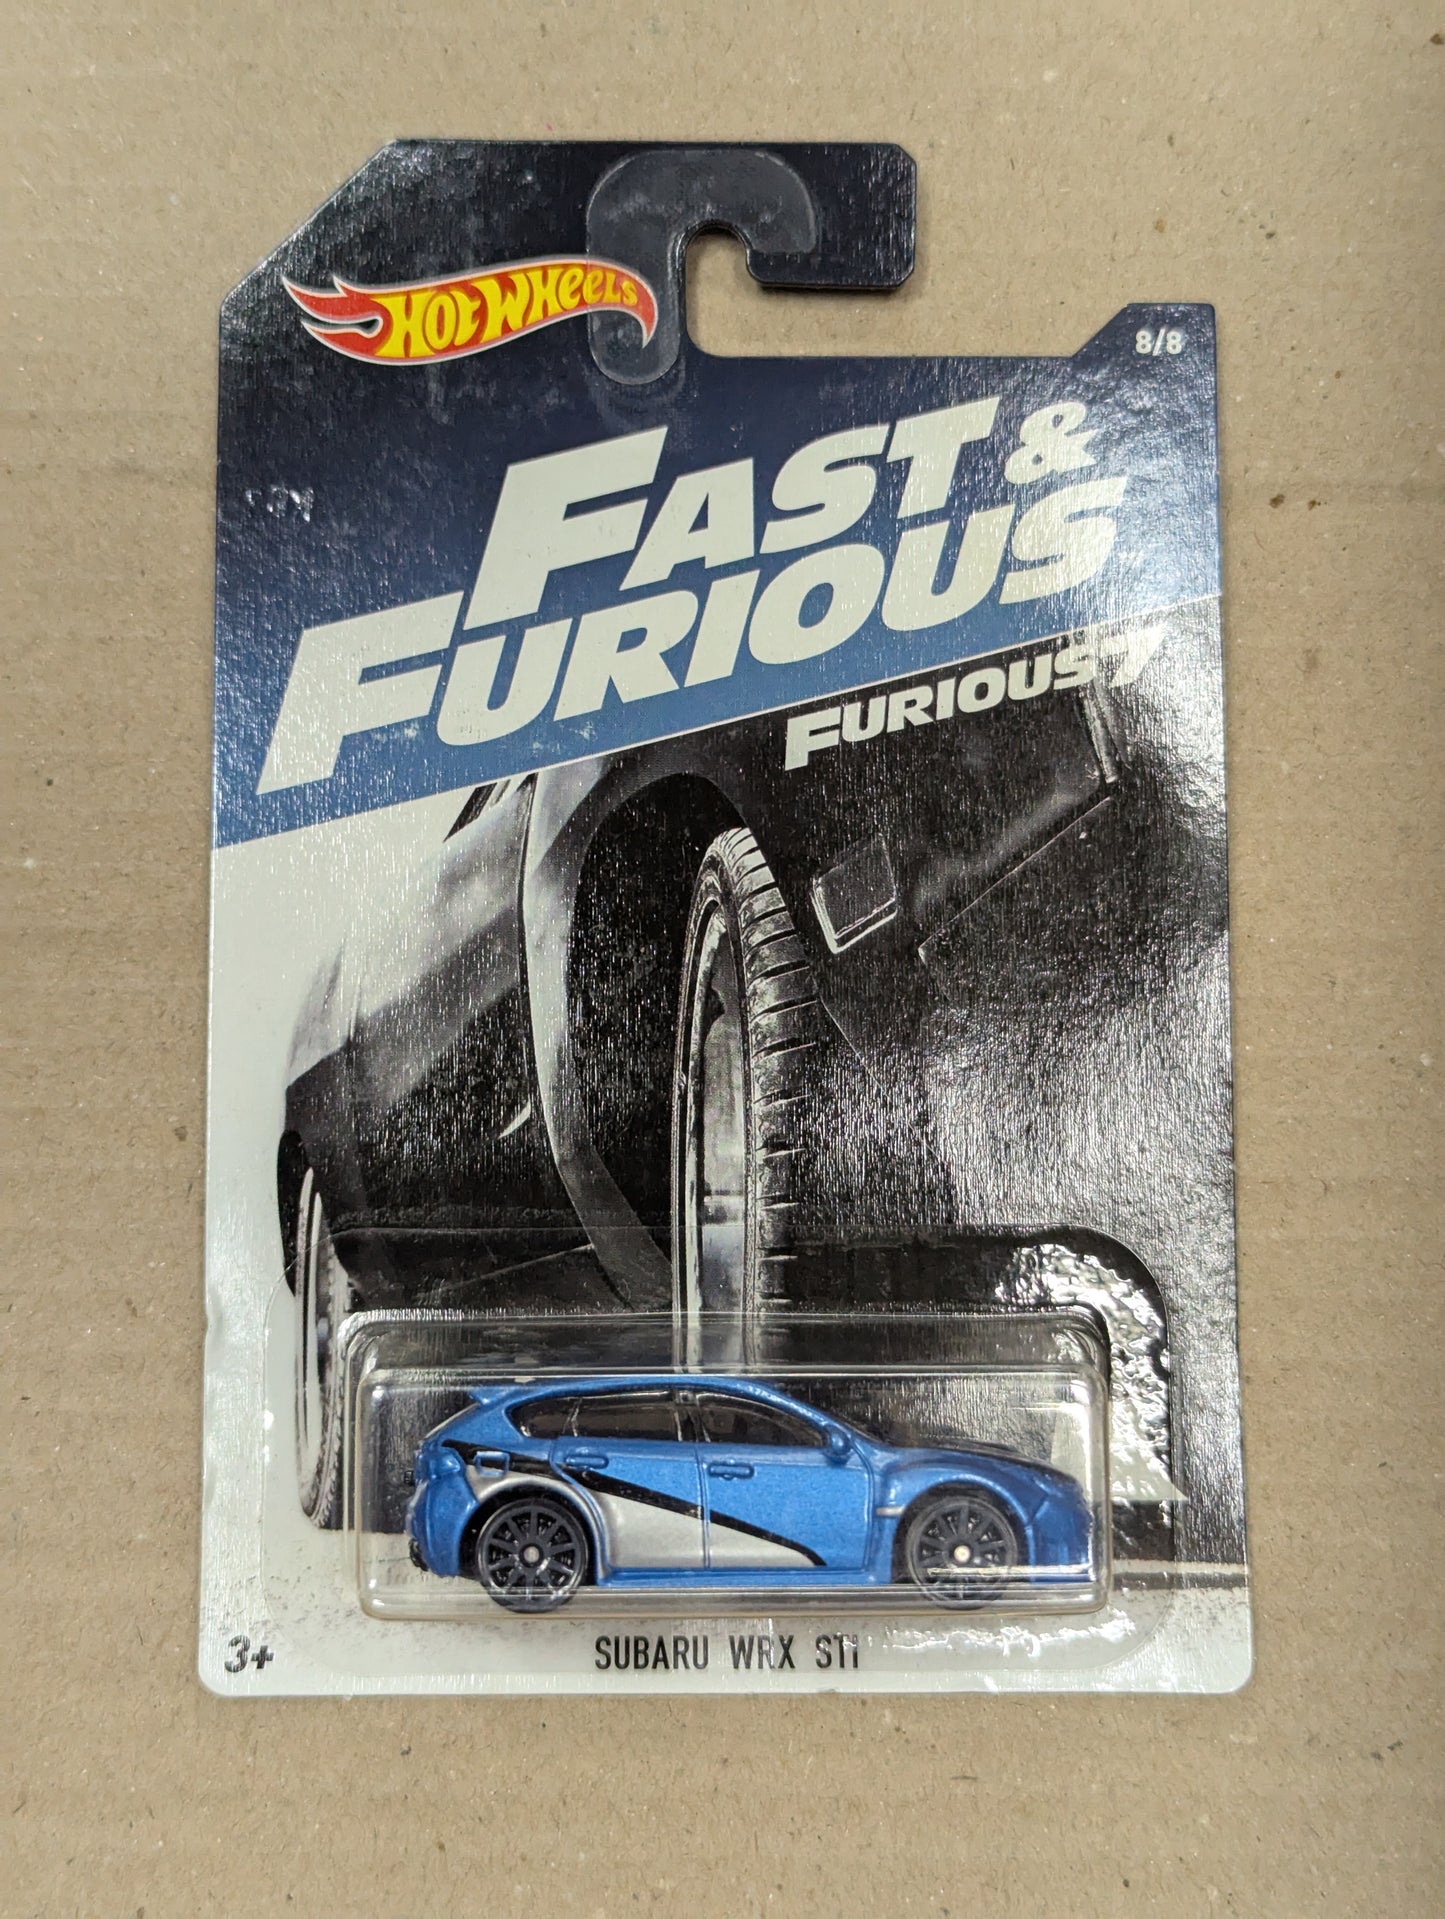 HOT WHEELS
8/8
FAST &
FURIOUS
FURIOUS 7
3+
SUBARU WRX STI